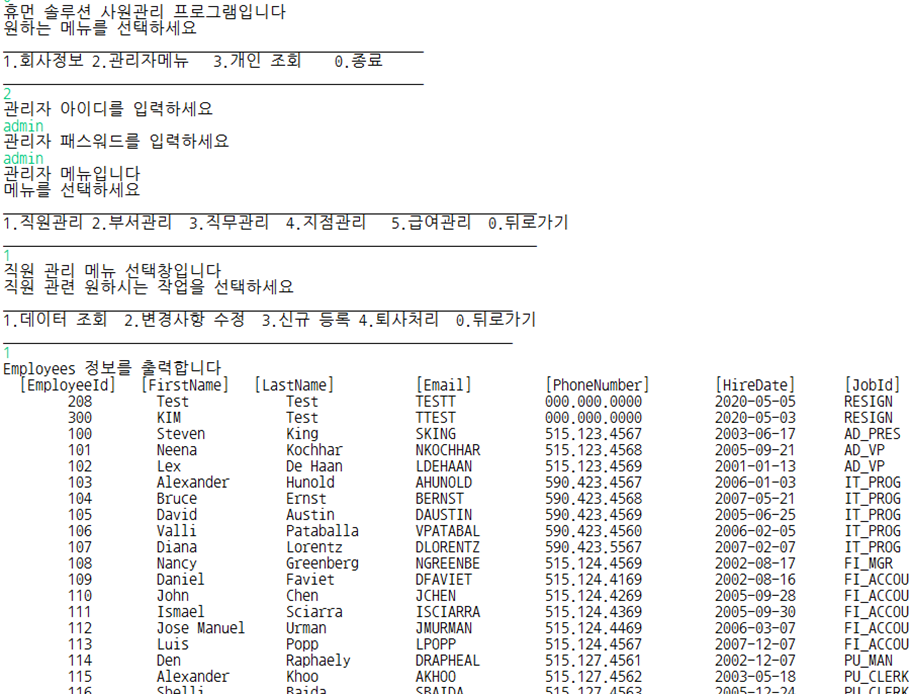 휴먼 솔루션 사원관리 프로그램입니다
원하는 메뉴를 선택하세요
1.회사정보 2.관리자메뉴 3.개인 조회 0.종료
2
관리자 아이디를 입력하세요
admin
관리자 패스워드를 입력하세요
admin
관리자 메뉴입니다
메뉴를 선택하세요
1.직원관리 2.부서관리 3.직무관리 4.지점관리 5.급여관리 0.뒤로가기
1
직원 관리 메뉴 선택창입니다
직원 관련 원하시는 작업을 선택하세요
1.데이터 조회 2.변경사항 수정 3.신규 등록 4.퇴사처리 0.뒤로가기
1
Employees 정보를 출력합니다
[EmployeeId] [FirstName] [LastName] [Email] [PhoneNumber] [HireDate] [JobId]
208 Test Test TESTT 000.000.0000 2020-05-05 RESIGN
300 KIM Test TTEST 000.000.0000 2020-05-03 RESIGN
100 Steven King SKING 515.123.4567 2003-06-17 AD_PRES
101 Neena Kochhar NKOCHHAR 515.123.4568 2005-09-21 AD_VP
102 Lex De Haan LDEHAAN 515.123.4569 2001-01-13 AD_VP
103 Alexander Hunold AHUNOLD 590.423.4567 2006-01-03 IT_PROG
104 Bruce Ernst BERNST 590.423.4568 2007-05-21 IT_PROG
105 David Austin DAUSTIN 590.423.4569 2005-06-25 IT_PROG
106 Valli Pataballa VPATABAL 590.423.4560 2006-02-05 IT_PROG
107 Diana Lorentz DLORENTZ 590.423.5567 2007-02-07 IT_PROG
108 Nancy Greenberg NGREENBE 515.124.4569 2002-08-17 FI_MGR
109 Daniel Faviet DFAVIET 515.124.4169 2002-08-16 FI_ACCOU
110 John Chen JCHEN 515.124.4269 2005-09-28 FI_ACCOU
111 Ismael Sciarra ISCIARRA 515.124.4369 2005-09-30 FI_ACCOU
112 Jose Manuel Urman JMURMAN 515.124.4469 2006-03-07 FI_ACCOU
113 Luis Popp LPOPP 515.124.4567 2007-12-07 FI_ACCOU
114 Den Raphaely DRAPHEAL 515.127.4561 2002-12-07 PU_MAN
115 Alexander Khoo AKHOO 515.127.4562 2003-05-18 PU_CLERK
116 Shelli Baida SBAIDA 515.127.4563 2005-12-24 PU_CLERK